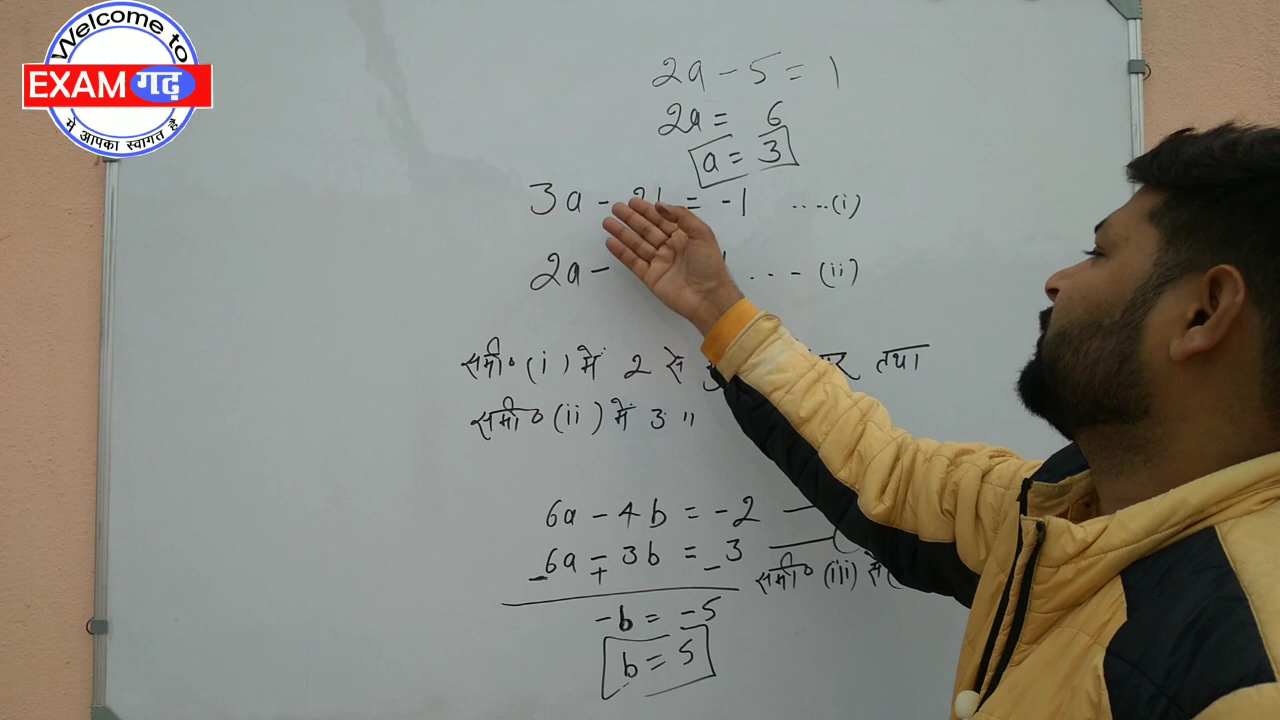 Welcome to
EXAM गढ़
में आपका स्वागत है
2a - 5 = 1
2a = 6
a = 3
3a - = -1 ....(i)
2a - ... - (ii)
समी० (i) में 2 से तथा
समी० (ii) में 3 "
6a - 4b = -2
6a - 3b = 3
- + -
समी० (iii) से
-b = -5
b = 5